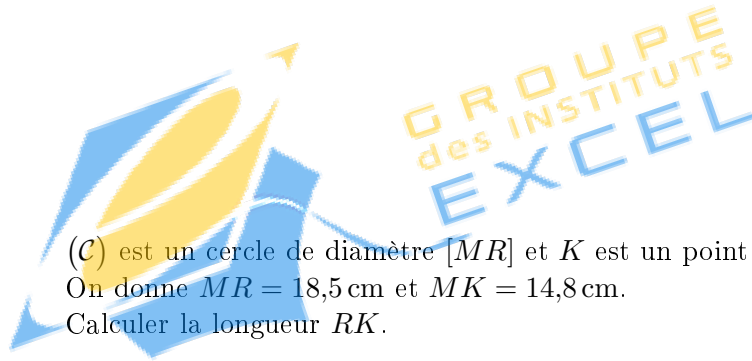 GROUPE
des INSTITUTS
EXCEL
(C) est un cercle de diamètre [MR] et K est un point
On donne MR = 18,5 cm et MK = 14,8 cm.
Calculer la longueur RK.